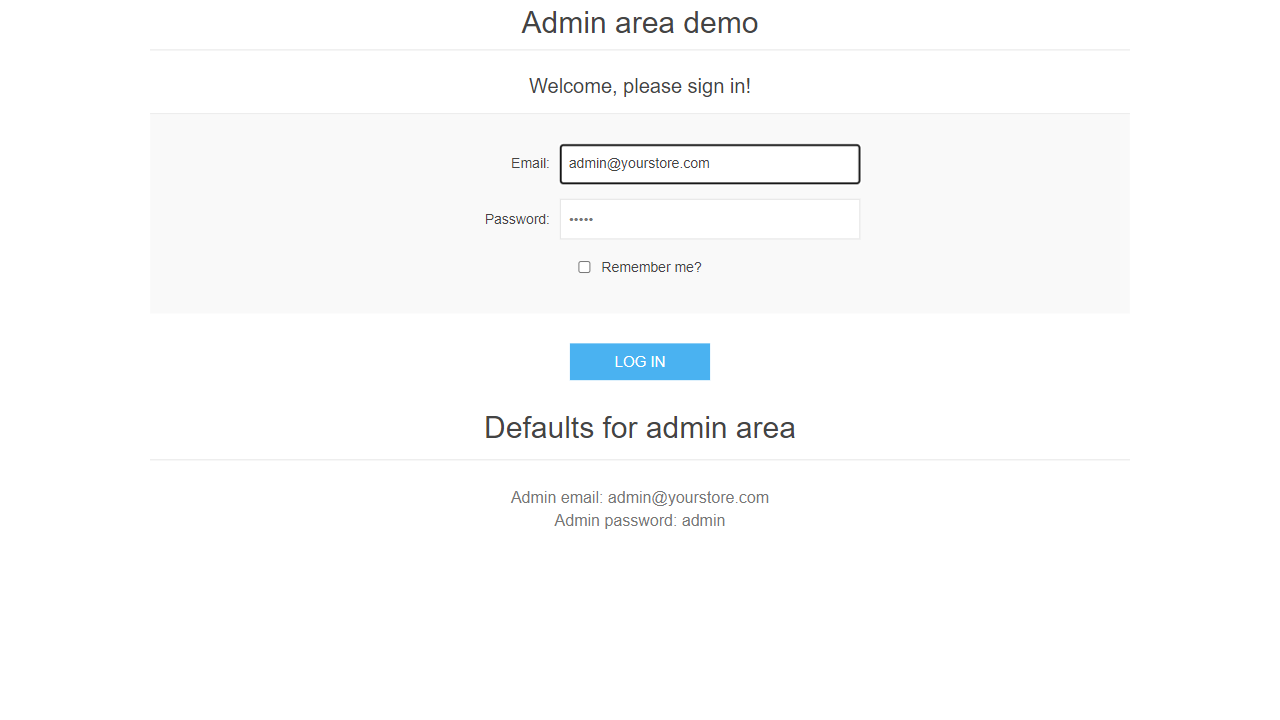 Admin area demo
Welcome, please sign in!
Email: admin@yourstore.com
Password: •••••
Remember me?
LOG IN
Defaults for admin area
Admin email: admin@yourstore.com
Admin password: admin